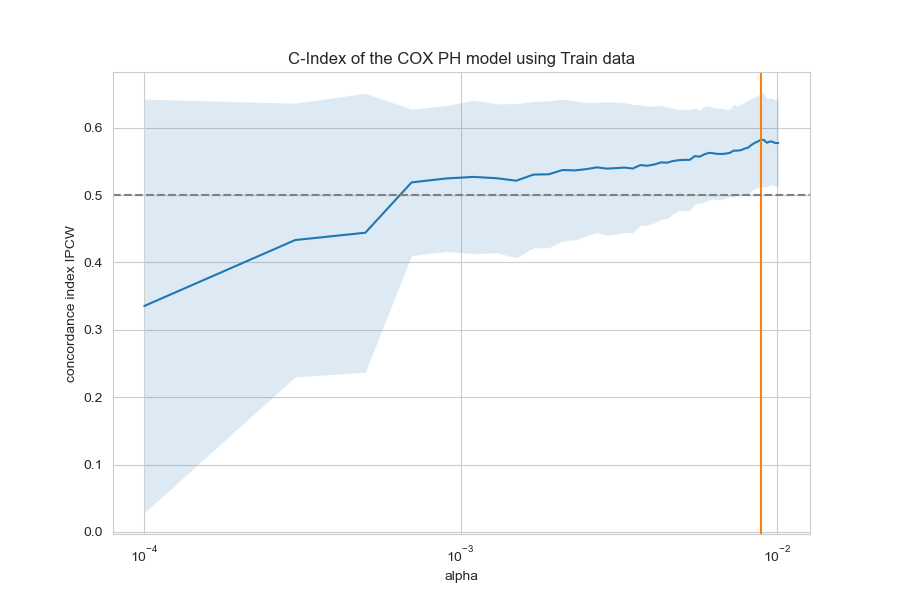 C-Index of the COX PH model using Train data
concordance index IPCW
0.6
0.5
0.4
0.3
0.2
0.1
0.0
10⁻⁴ 10⁻³ 10⁻²
alpha